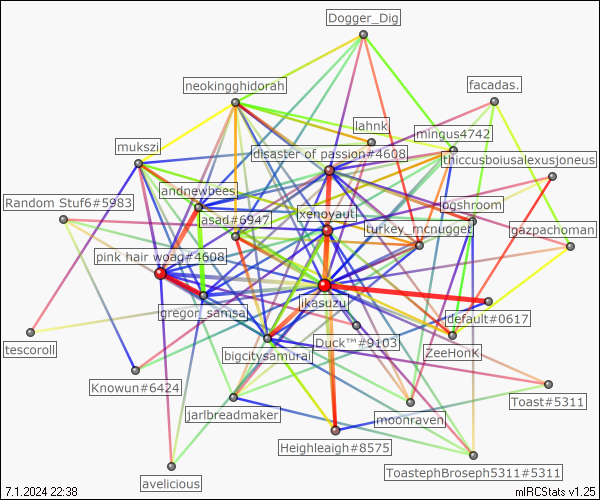 Dogger_Dig
neokingghidorah
facadas.
lahnk
mingus4742
mukszi
disaster of passion#4608
thiccusboiusalexusjoneus
andnewbees
Random Stuf6#5983
asad#6947
xenoyaut
ogshroom
turkey_mcnugget
gazpachoman
pink hair woag#4608
gregor_samsa
ikasuzu
default#0617
tescoroll
bigcitysamurai
Duck™#9103
ZeeHonK
Knowun#6424
jarlbreadmaker
moonraven
Toast#5311
Heighleaigh#8575
ToastephBroseph5311#5311
avelicious
7.1.2024 22:38
mIRCStats v1.25